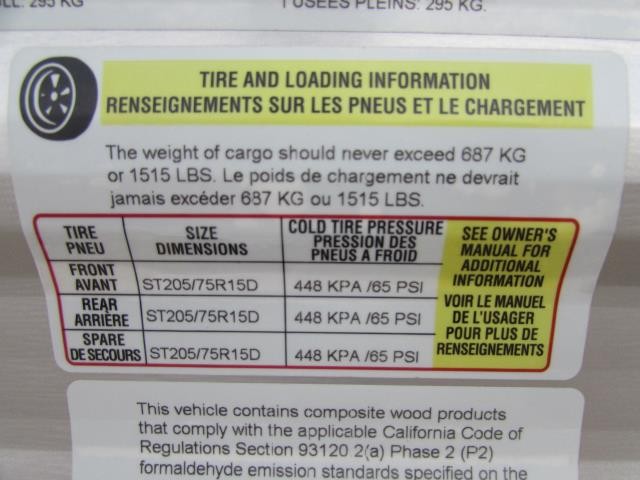 295 KG
PLEINS: 295 KG.
TIRE AND LOADING INFORMATION
RENSEIGNEMENTS SUR LES PNEUS ET LE CHARGEMENT
The weight of cargo should never exceed 687 KG
or 1515 LBS. Le poids de chargement ne devrait
jamais excéder 687 KG ou 1515 LBS.
TIRE
PNEU
SIZE
DIMENSIONS
COLD TIRE PRESSURE
PRESSION DES
PNEUS A FROID
SEE OWNER'S
MANUAL FOR
ADDITIONAL
INFORMATION
VOIR LE MANUEL
DE L'USAGER
POUR PLUS DE
RENSEIGNEMENTS
FRONT
AVANT
ST205/75R15D
448 KPA /65 PSI
REAR
ARRIÈRE
ST205/75R15D
448 KPA /65 PSI
SPARE
DE SECOURS
ST205/75R15D
448 KPA /65 PSI
This vehicle contains composite wood products
that comply with the applicable California Code of
Regulations Section 93120 2(a) Phase 2 (P2)
formaldehyde emission standards specified on the